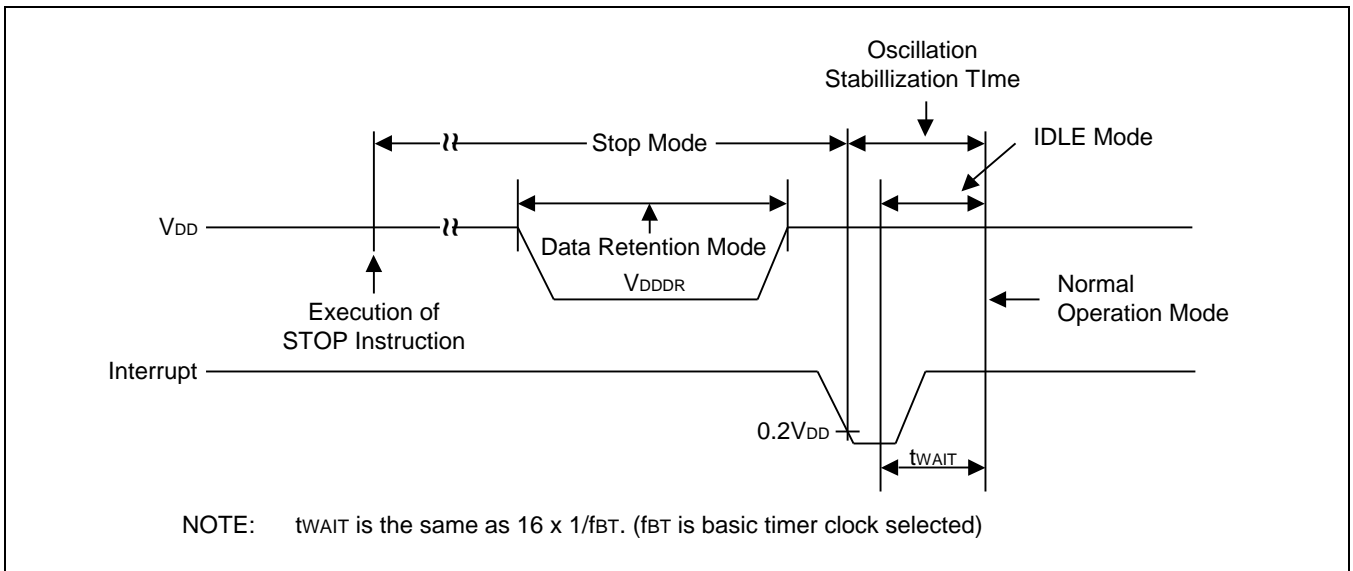 Oscillation
Stabillization TIme
IDLE Mode
Stop Mode
VDD
Data Retention Mode
VDDDR
Execution of
STOP Instruction
Normal
Operation Mode
Interrupt
0.2VDD
tWAIT
NOTE: tWAIT is the same as 16 x 1/fBT. (fBT is basic timer clock selected)